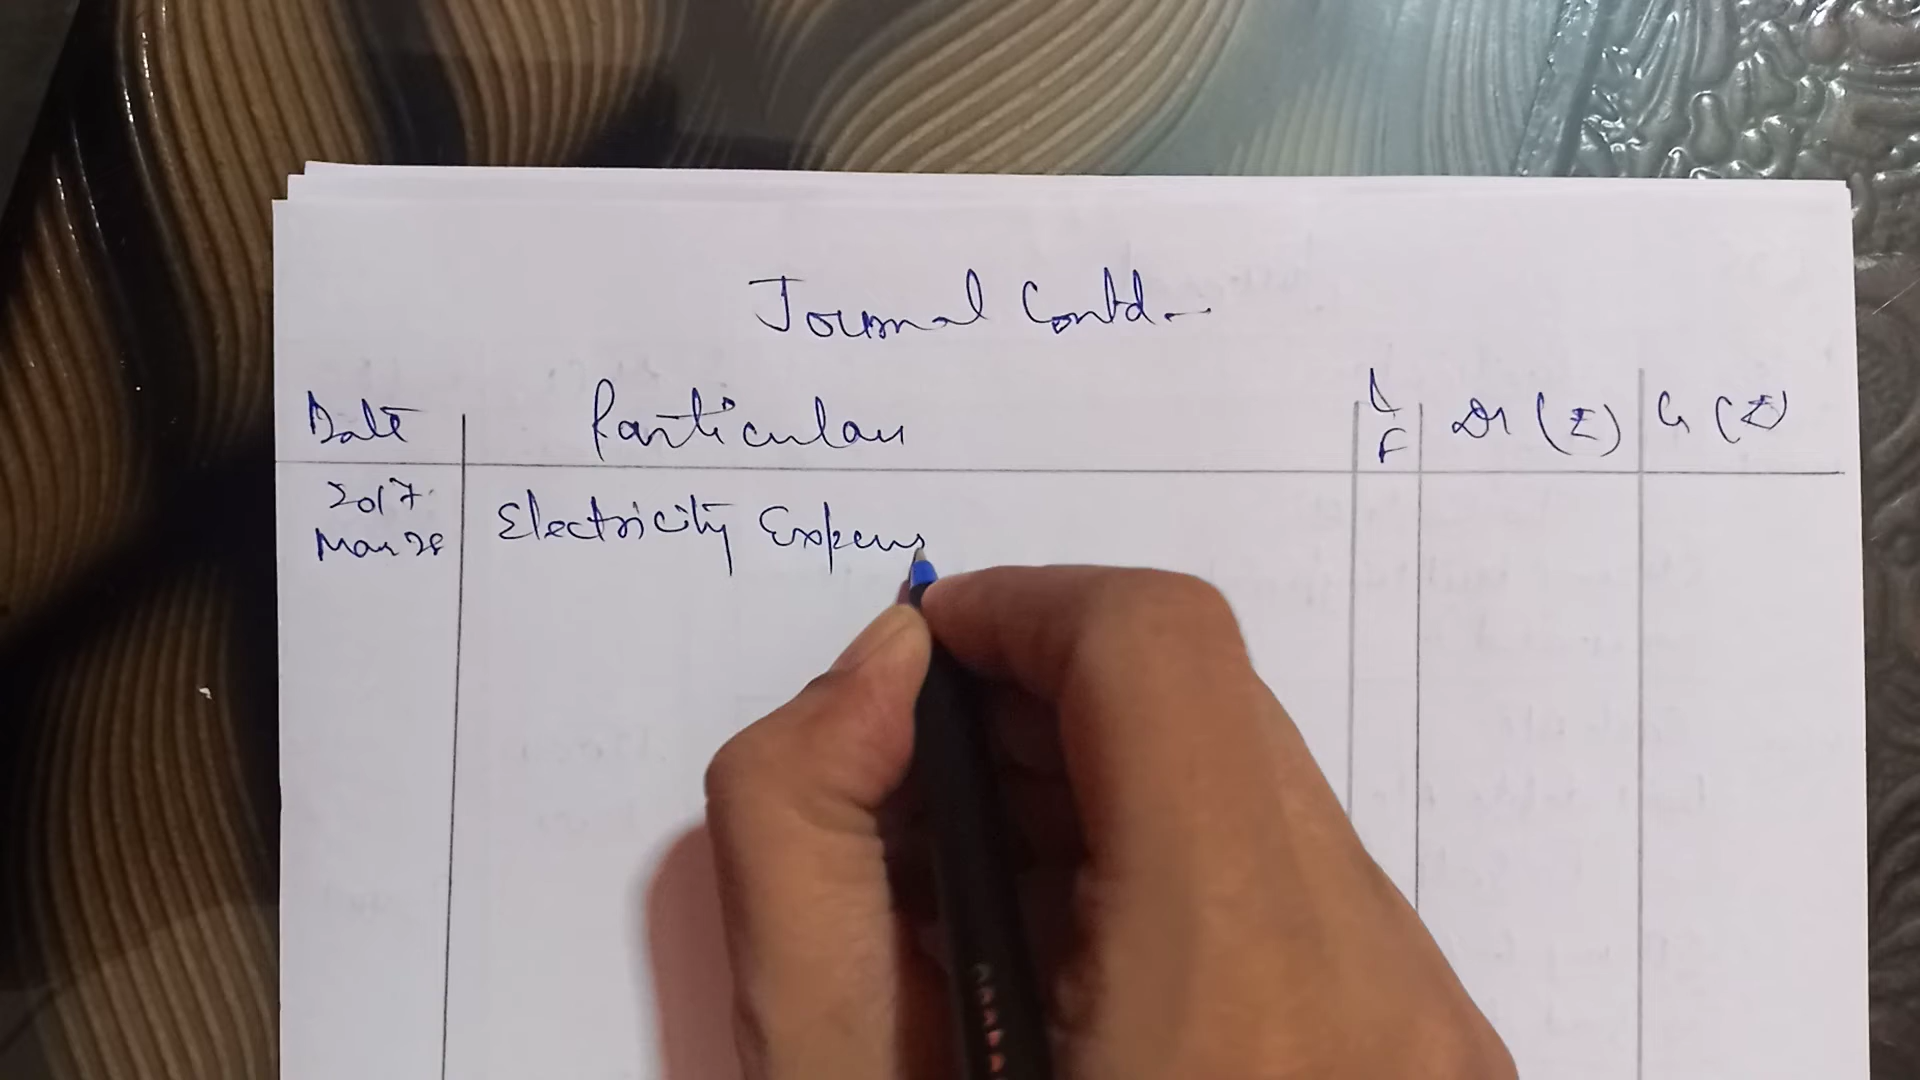 Journal Contd.
Date Particulars L F Dr (₹) Cr (₹)
2017
Mar 28 Electricity Expens